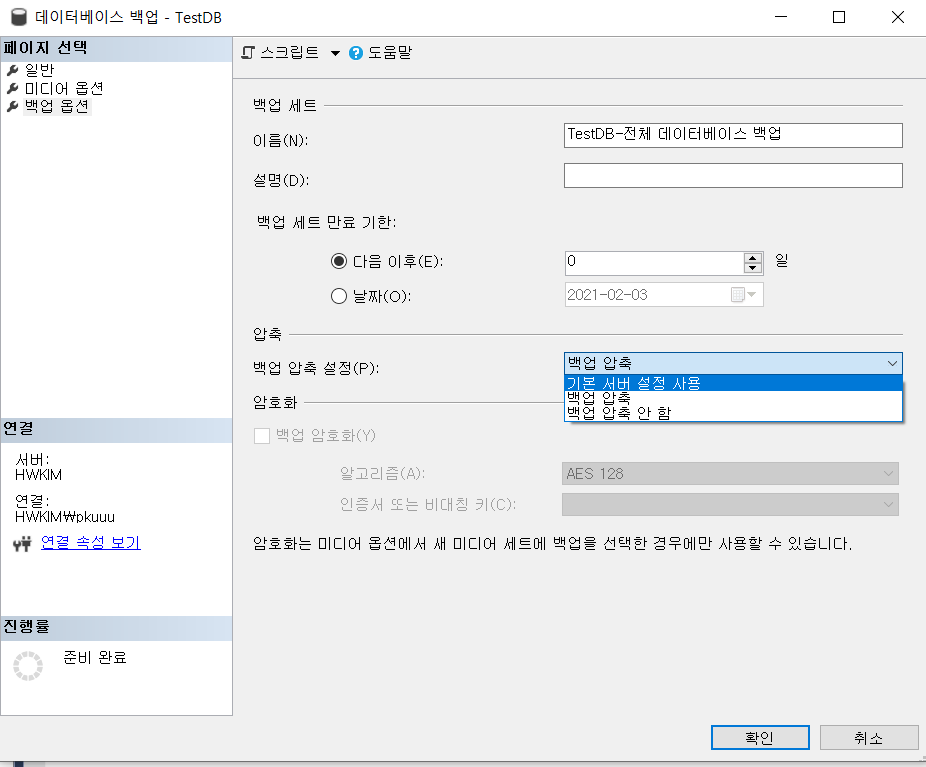 데이터베이스 백업 - TestDB
페이지 선택
일반
미디어 옵션
백업 옵션
스크립트
도움말
백업 세트
이름(N):
TestDB-전체 데이터베이스 백업
설명(D):
백업 세트 만료 기한:
다음 이후(E):
0
일
날짜(O):
2021-02-03
압축
백업 압축 설정(P):
백업 압축
기본 서버 설정 사용
백업 압축
백업 압축 안 함
암호화
백업 암호화(Y)
알고리즘(A):
AES 128
인증서 또는 비대칭 키(C):
암호화는 미디어 옵션에서 새 미디어 세트에 백업을 선택한 경우에만 사용할 수 있습니다.
연결
서버:
HWKIM
연결:
HWKIM₩pkuuu
연결 속성 보기
진행률
준비 완료
확인
취소